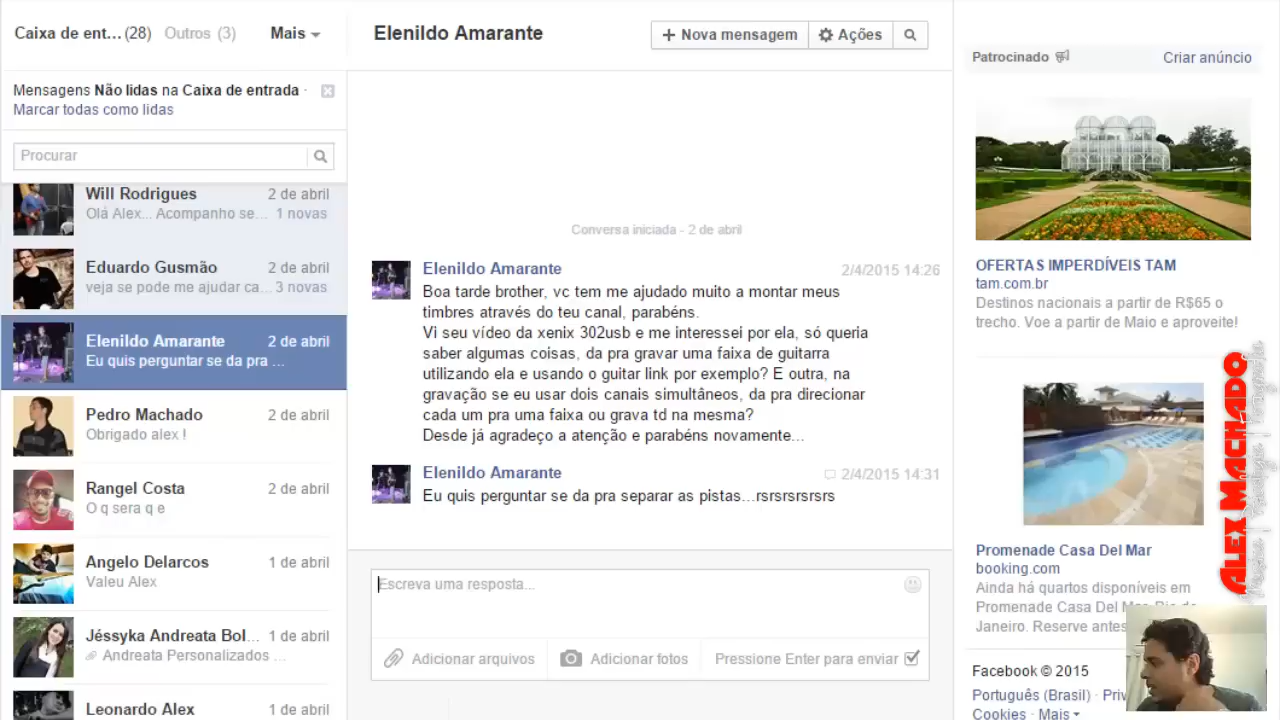 Caixa de ent... (28)
Outros (3)
Mais
Mensagens Não lidas na Caixa de entrada ·
Marcar todas como lidas
Procurar
Will Rodrigues
2 de abril
Olá Alex... Acompanho se...
1 novas
Eduardo Gusmão
2 de abril
veja se pode me ajudar ca...
3 novas
Elenildo Amarante
2 de abril
Eu quis perguntar se da pra ...
Pedro Machado
2 de abril
Obrigado alex !
Rangel Costa
2 de abril
O q sera q e
Angelo Delarcos
1 de abril
Valeu Alex
Jéssyka Andreata Bol...
1 de abril
Andreata Personalizados ...
Leonardo Alex
1 de abril
Elenildo Amarante
Nova mensagem
Ações
Conversa iniciada - 2 de abril
Elenildo Amarante
2/4/2015 14:26
Boa tarde brother, vc tem me ajudado muito a montar meus
timbres através do teu canal, parabéns.
Vi seu vídeo da xenix 302usb e me interessei por ela, só queria
saber algumas coisas, da pra gravar uma faixa de guitarra
utilizando ela e usando o guitar link por exemplo? E outra, na
gravação se eu usar dois canais simultâneos, da pra direcionar
cada um pra uma faixa ou grava td na mesma?
Desde já agradeço a atenção e parabéns novamente...
Elenildo Amarante
2/4/2015 14:31
Eu quis perguntar se da pra separar as pistas...rsrsrsrsrs
Escreva uma resposta...
Adicionar arquivos
Adicionar fotos
Pressione Enter para enviar
Patrocinado
Criar anúncio
OFERTAS IMPERDÍVEIS TAM
tam.com.br
Destinos nacionais a partir de R$65 o
trecho. Voe a partir de Maio e aproveite!
Promenade Casa Del Mar
booking.com
Ainda há quartos disponíveis em
Promenade Casa Del Mar, Rio de
Janeiro. Reserve antes
Facebook © 2015
Português (Brasil) · Priv
Cookies · Mais
ALEX MACHADO